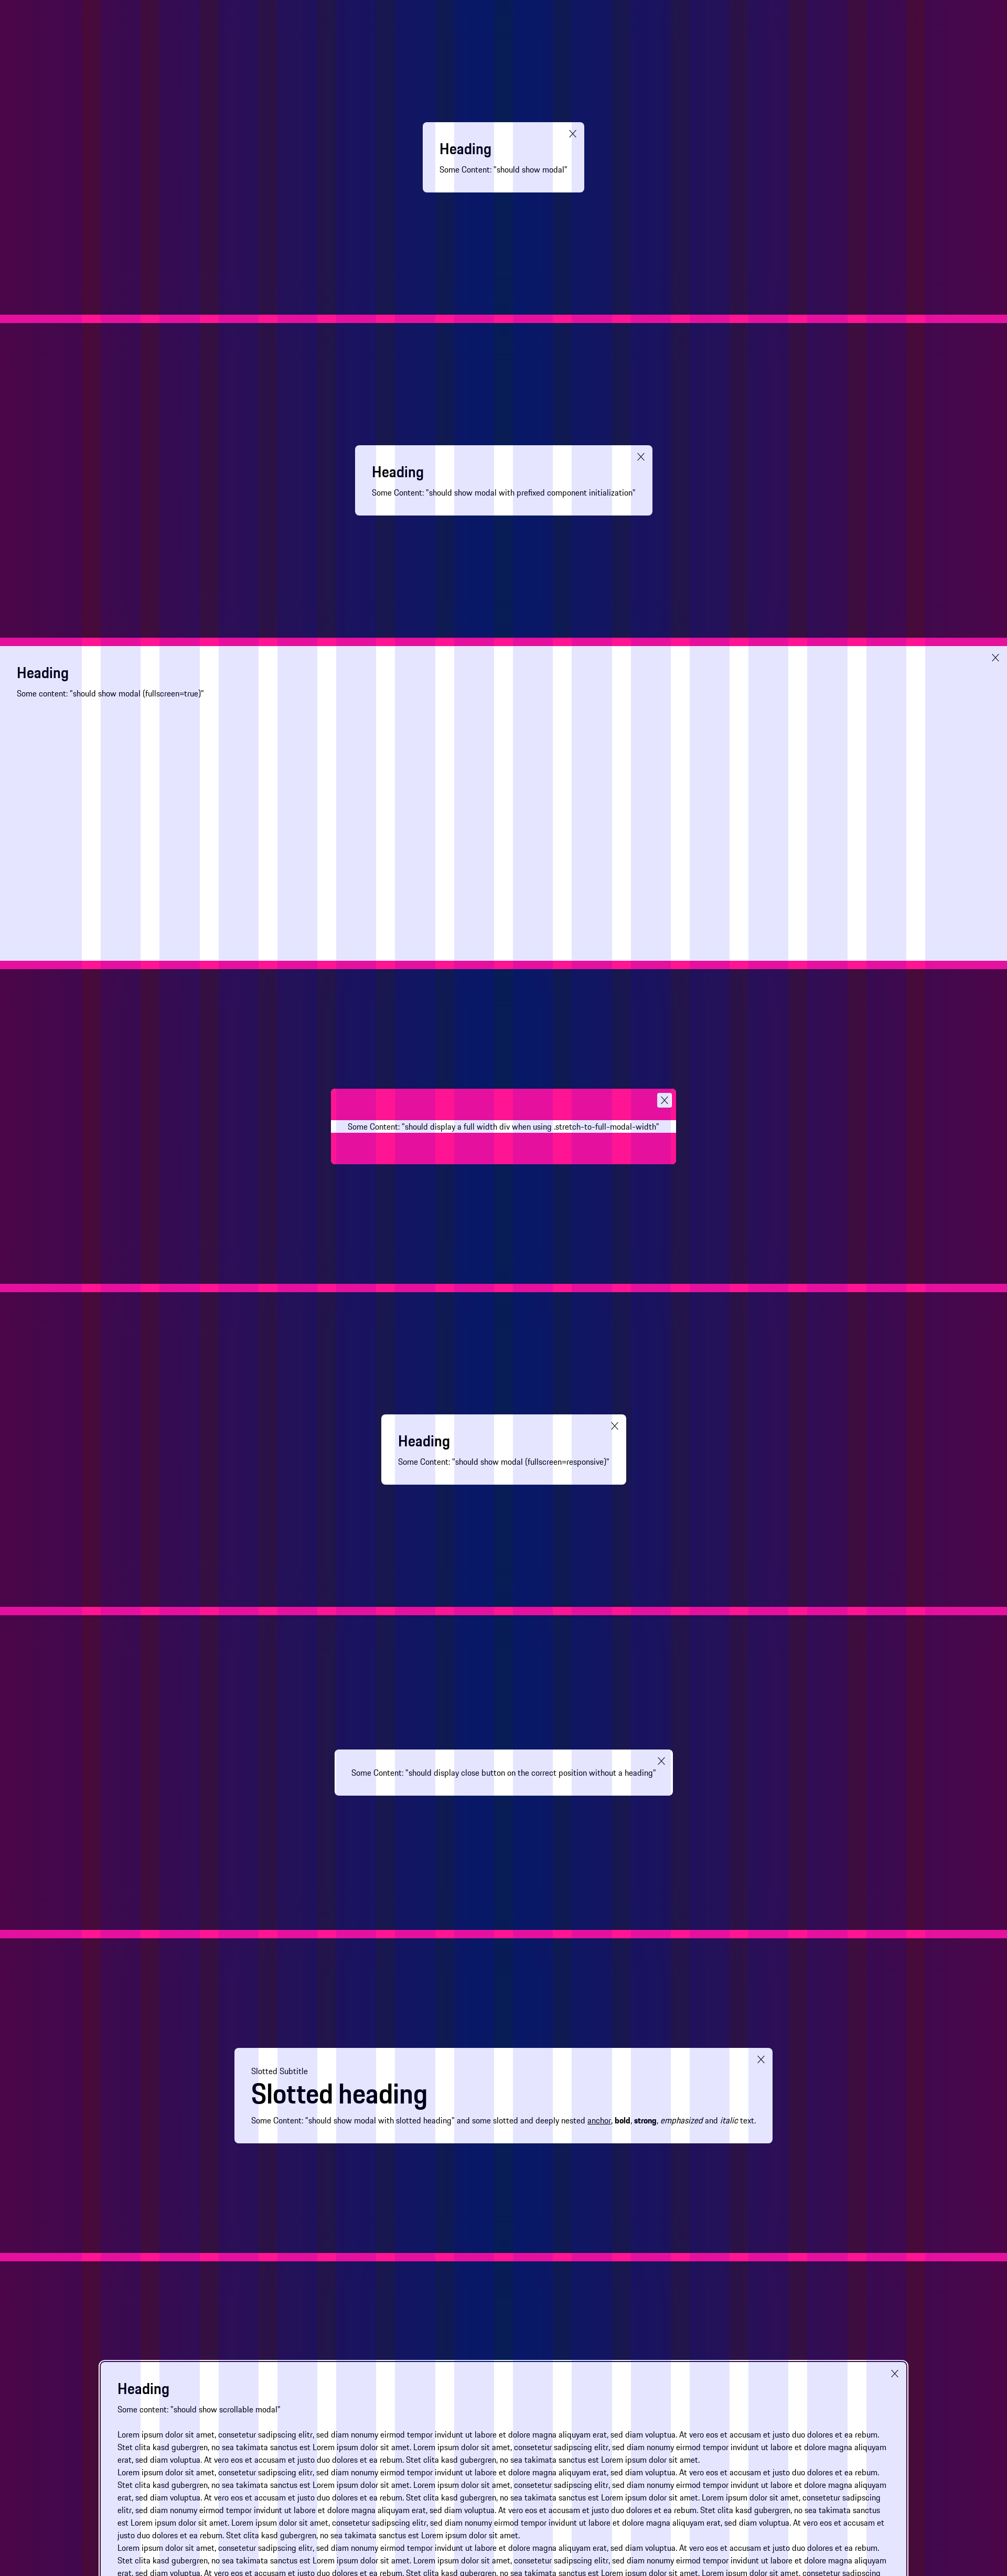 Heading
Some Content: "should show modal"
Heading
Some Content: "should show modal with prefixed component initialization"
Heading
Some content: "should show modal (fullscreen=true)"
Some Content: "should display a full width div when using .stretch-to-full-modal-width"
Heading
Some Content: "should show modal (fullscreen=responsive)"
Some Content: "should display close button on the correct position without a heading"
Slotted Subtitle
Slotted heading
Some Content: "should show modal with slotted heading" and some slotted and deeply nested anchor, bold, strong, emphasized and italic text.
Heading
Some content: "should show scrollable modal"
Lorem ipsum dolor sit amet, consetetur sadipscing elitr, sed diam nonumy eirmod tempor invidunt ut labore et dolore magna aliquyam erat, sed diam voluptua. At vero eos et accusam et justo duo dolores et ea rebum.
Stet clita kasd gubergren, no sea takimata sanctus est Lorem ipsum dolor sit amet. Lorem ipsum dolor sit amet, consetetur sadipscing elitr, sed diam nonumy eirmod tempor invidunt ut labore et dolore magna aliquyam
erat, sed diam voluptua. At vero eos et accusam et justo duo dolores et ea rebum. Stet clita kasd gubergren, no sea takimata sanctus est Lorem ipsum dolor sit amet.
Lorem ipsum dolor sit amet, consetetur sadipscing elitr, sed diam nonumy eirmod tempor invidunt ut labore et dolore magna aliquyam erat, sed diam voluptua. At vero eos et accusam et justo duo dolores et ea rebum.
Stet clita kasd gubergren, no sea takimata sanctus est Lorem ipsum dolor sit amet. Lorem ipsum dolor sit amet, consetetur sadipscing elitr, sed diam nonumy eirmod tempor invidunt ut labore et dolore magna aliquyam
erat, sed diam voluptua. At vero eos et accusam et justo duo dolores et ea rebum. Stet clita kasd gubergren, no sea takimata sanctus est Lorem ipsum dolor sit amet. Lorem ipsum dolor sit amet, consetetur sadipscing
elitr, sed diam nonumy eirmod tempor invidunt ut labore et dolore magna aliquyam erat, sed diam voluptua. At vero eos et accusam et justo duo dolores et ea rebum. Stet clita kasd gubergren, no sea takimata sanctus
est Lorem ipsum dolor sit amet. Lorem ipsum dolor sit amet, consetetur sadipscing elitr, sed diam nonumy eirmod tempor invidunt ut labore et dolore magna aliquyam erat, sed diam voluptua. At vero eos et accusam et
justo duo dolores et ea rebum. Stet clita kasd gubergren, no sea takimata sanctus est Lorem ipsum dolor sit amet.
Lorem ipsum dolor sit amet, consetetur sadipscing elitr, sed diam nonumy eirmod tempor invidunt ut labore et dolore magna aliquyam erat, sed diam voluptua. At vero eos et accusam et justo duo dolores et ea rebum.
Stet clita kasd gubergren, no sea takimata sanctus est Lorem ipsum dolor sit amet. Lorem ipsum dolor sit amet, consetetur sadipscing elitr, sed diam nonumy eirmod tempor invidunt ut labore et dolore magna aliquyam
erat, sed diam voluptua. At vero eos et accusam et justo duo dolores et ea rebum. Stet clita kasd gubergren, no sea takimata sanctus est Lorem ipsum dolor sit amet. Lorem ipsum dolor sit amet, consetetur sadipscing